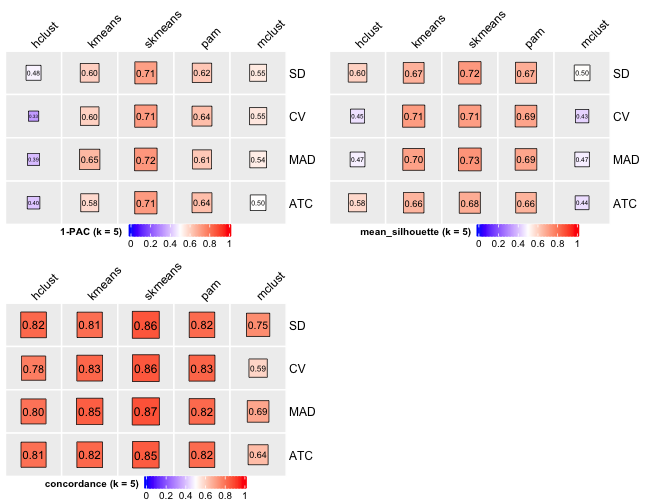 hclust kmeans skmeans pam mclust
0.48 0.60 0.71 0.62 0.55 SD
0.60 0.71 0.64 0.55 CV
0.39 0.65 0.72 0.61 0.54 MAD
0.40 0.58 0.71 0.64 0.50 ATC
1-PAC (k = 5)
0 0.2 0.4 0.6 0.8 1
hclust kmeans skmeans pam mclust
0.60 0.67 0.72 0.67 0.50 SD
0.45 0.71 0.71 0.69 0.43 CV
0.47 0.70 0.73 0.69 0.47 MAD
0.58 0.66 0.68 0.66 0.44 ATC
mean_silhouette (k = 5)
0 0.2 0.4 0.6 0.8 1
hclust kmeans skmeans pam mclust
0.82 0.81 0.86 0.82 0.75 SD
0.78 0.83 0.86 0.83 0.59 CV
0.80 0.85 0.87 0.82 0.69 MAD
0.81 0.82 0.85 0.82 0.64 ATC
concordance (k = 5)
0 0.2 0.4 0.6 0.8 1